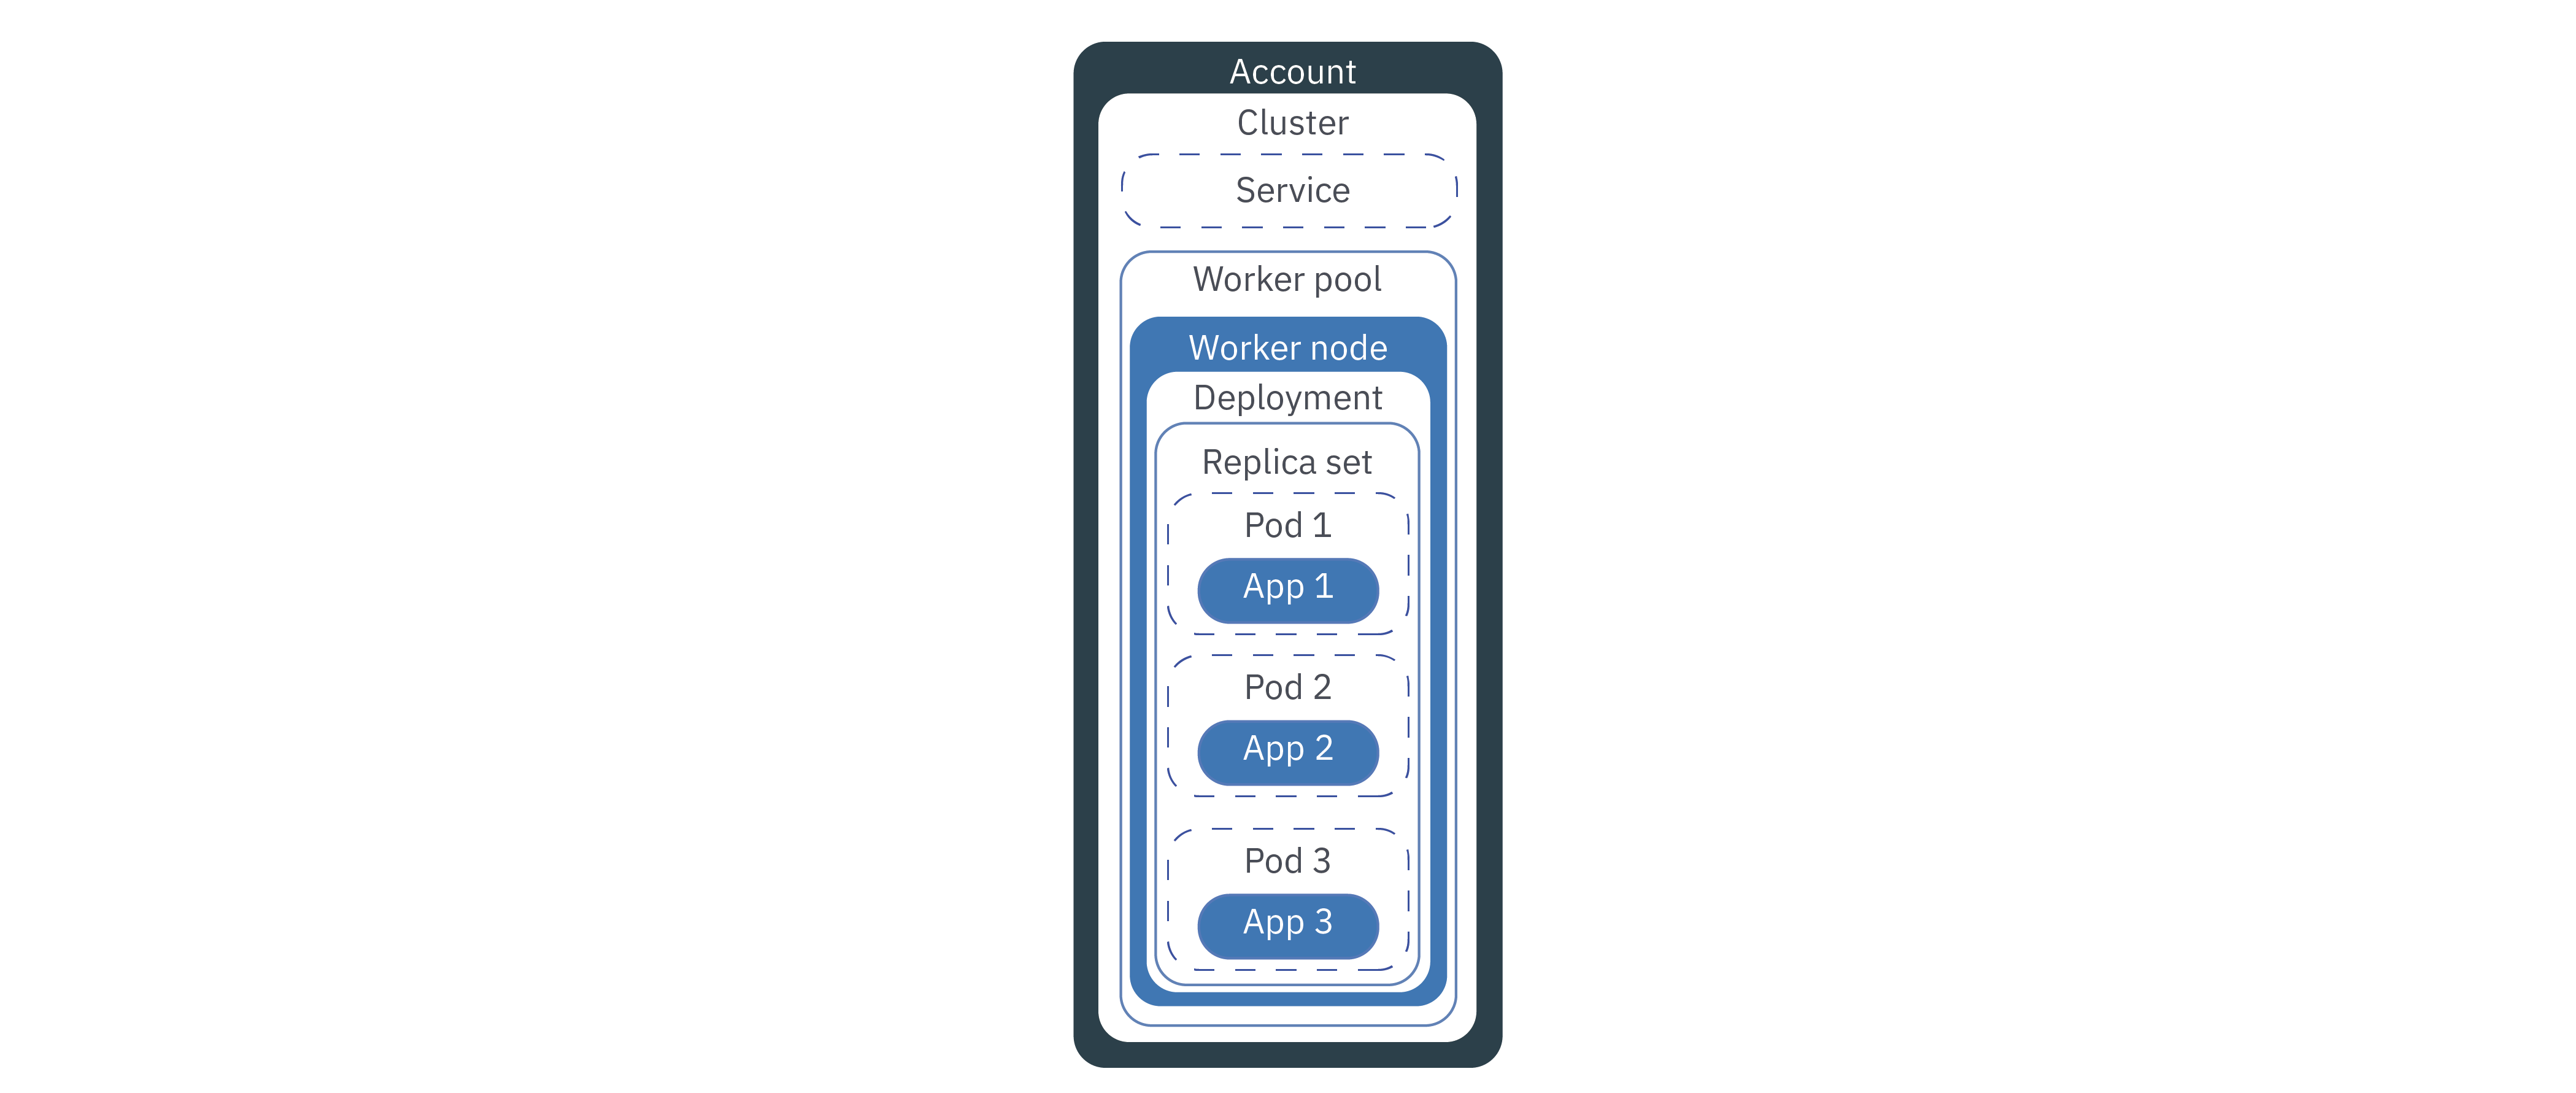 Account
Cluster
Service
Worker pool
Worker node
Deployment
Replica set
Pod 1
App 1
Pod 2
App 2
Pod 3
App 3